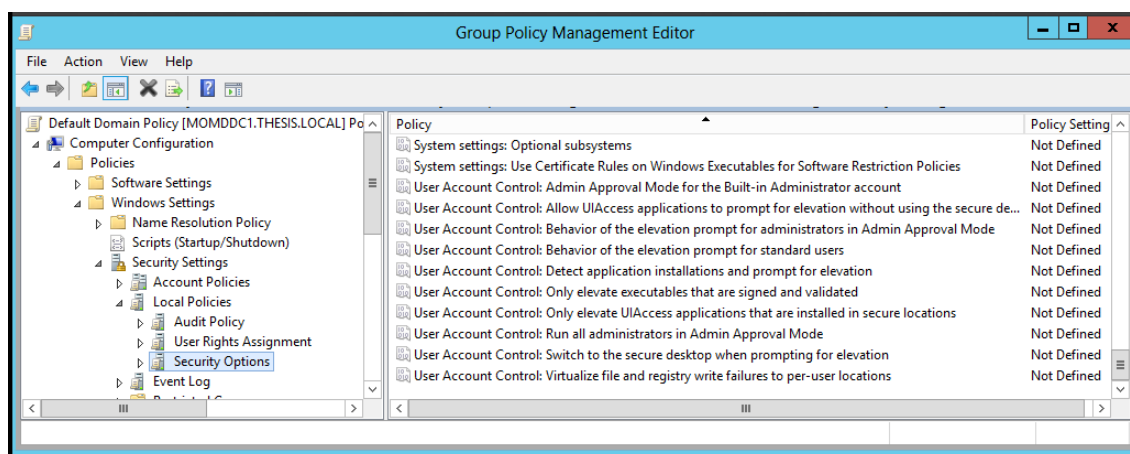 Group Policy Management Editor
File Action View Help
Default Domain Policy [MOMDDC1.THESIS.LOCAL] Po
Computer Configuration
Policies
Software Settings
Windows Settings
Name Resolution Policy
Scripts (Startup/Shutdown)
Security Settings
Account Policies
Local Policies
Audit Policy
User Rights Assignment
Security Options
Event Log
Policy Policy Setting
System settings: Optional subsystems Not Defined
System settings: Use Certificate Rules on Windows Executables for Software Restriction Policies Not Defined
User Account Control: Admin Approval Mode for the Built-in Administrator account Not Defined
User Account Control: Allow UIAccess applications to prompt for elevation without using the secure de... Not Defined
User Account Control: Behavior of the elevation prompt for administrators in Admin Approval Mode Not Defined
User Account Control: Behavior of the elevation prompt for standard users Not Defined
User Account Control: Detect application installations and prompt for elevation Not Defined
User Account Control: Only elevate executables that are signed and validated Not Defined
User Account Control: Only elevate UIAccess applications that are installed in secure locations Not Defined
User Account Control: Run all administrators in Admin Approval Mode Not Defined
User Account Control: Switch to the secure desktop when prompting for elevation Not Defined
User Account Control: Virtualize file and registry write failures to per-user locations Not Defined